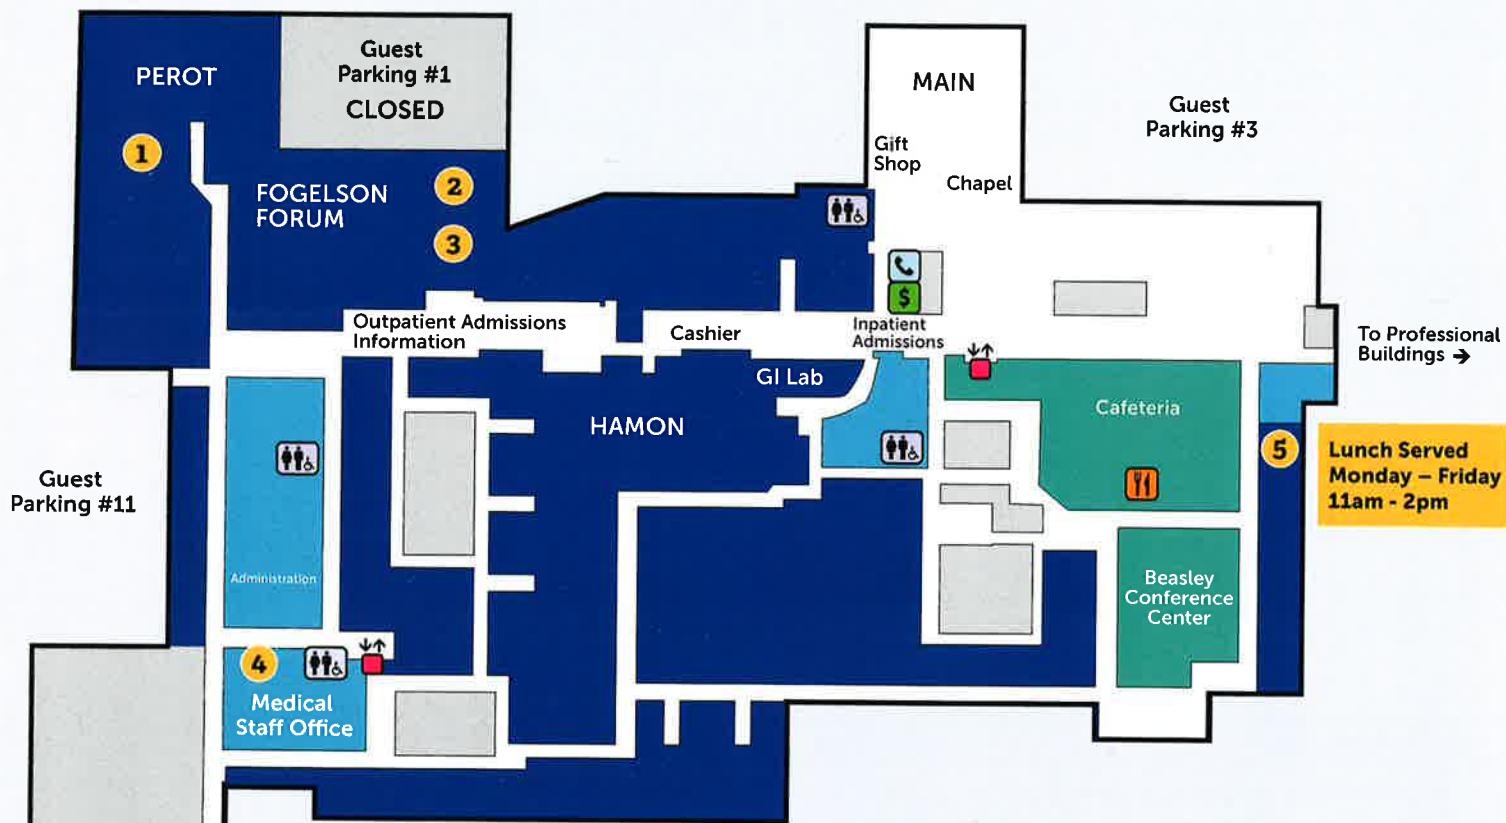 PEROT
Guest
Parking #1
CLOSED
MAIN
Guest
Parking #3
1
Gift
Shop
Chapel
FOGELSON
FORUM
2
3
$
Outpatient Admissions
Information
Cashier
Inpatient
Admissions
To Professional
Buildings →
GI Lab
HAMON
Cafeteria
5
Lunch Served
Monday – Friday
11am - 2pm
Guest
Parking #11
Administration
Beasley
Conference
Center
4
Medical
Staff Office